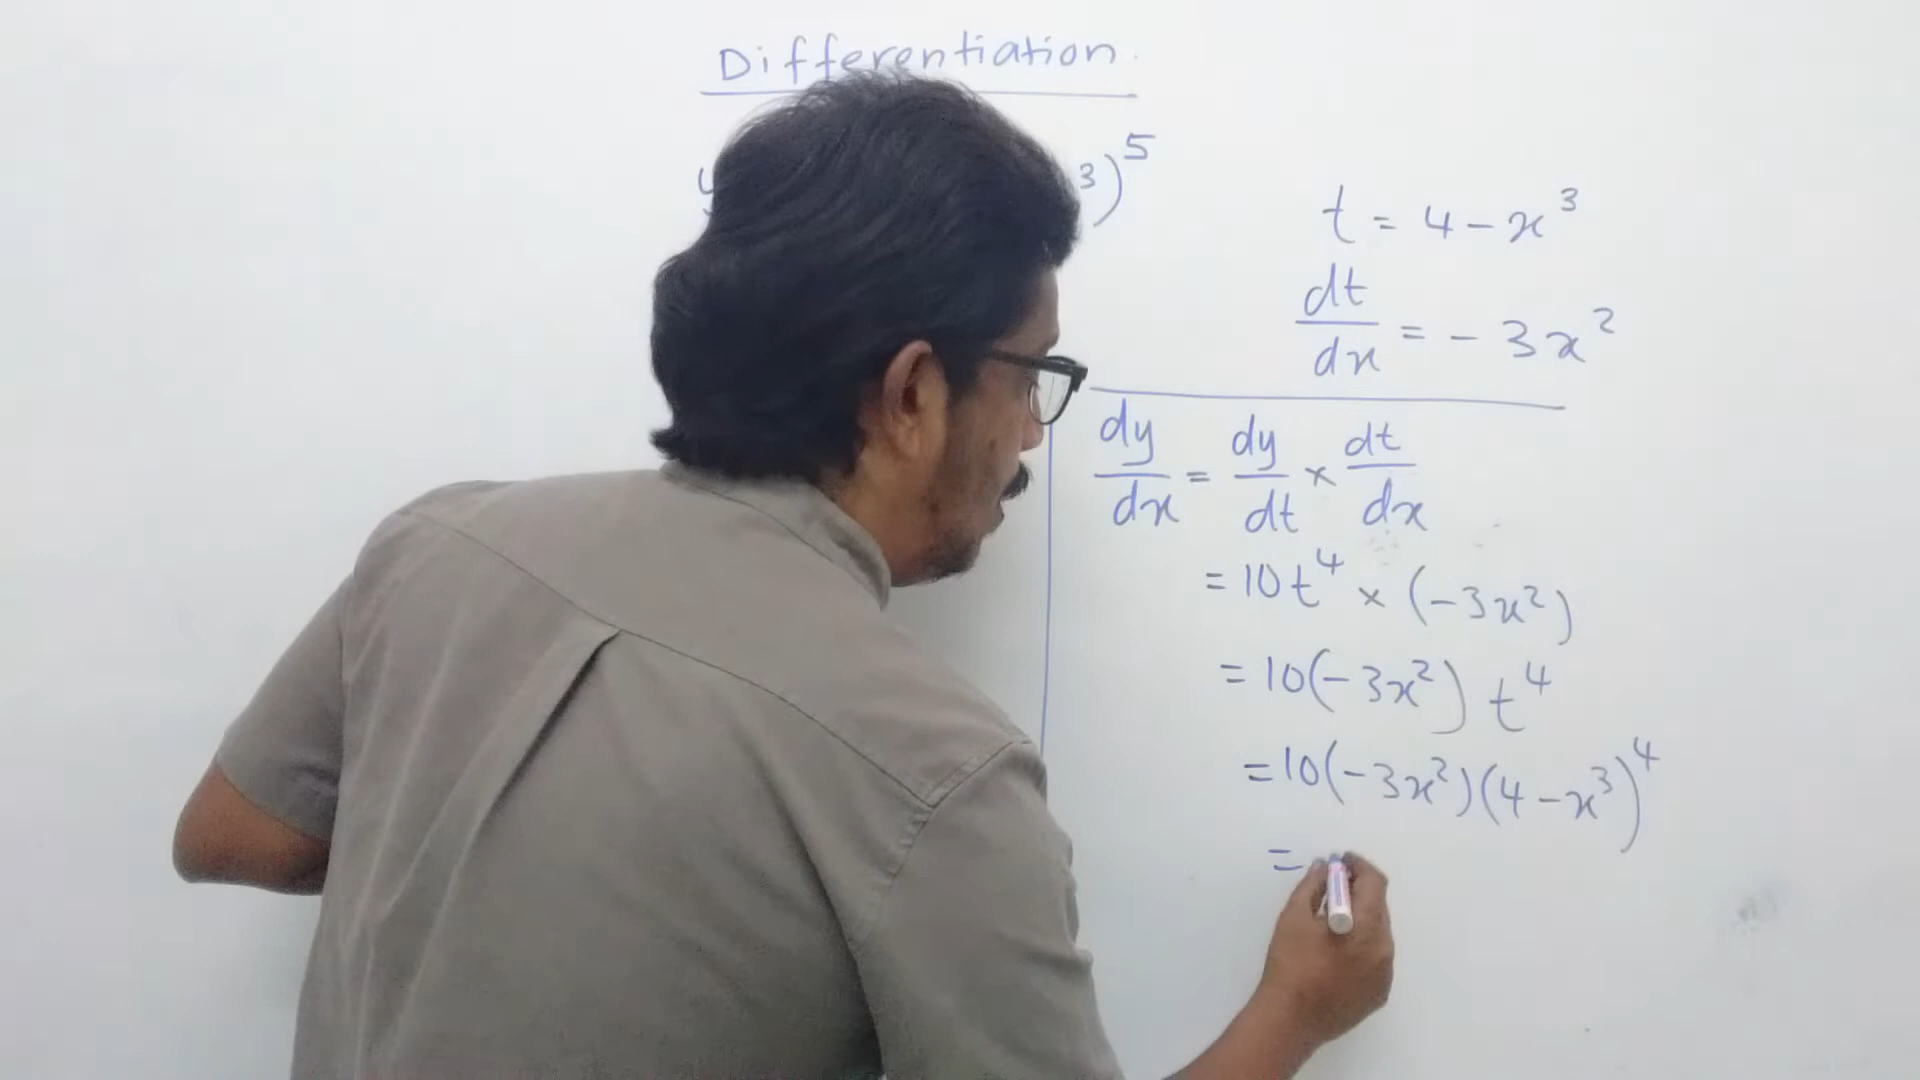 Differentiation.
y ³)⁵
t = 4 - x³
dt/dx = - 3x²
dy/dx = dy/dt × dt/dx
= 10t⁴ × (-3x²)
= 10(-3x²) t⁴
= 10(-3x²)(4 - x³)⁴
=